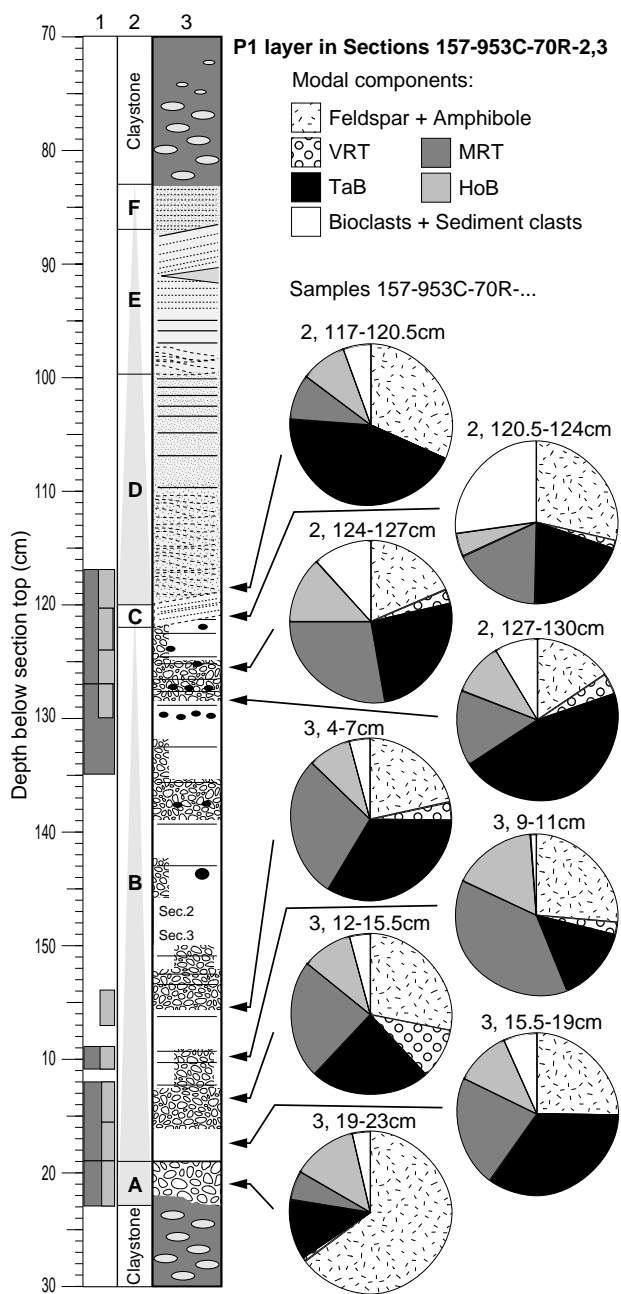 1 2 3
P1 layer in Sections 157-953C-70R-2,3
Modal components:
Feldspar + Amphibole
VRT MRT
TaB HoB
Bioclasts + Sediment clasts
Samples 157-953C-70R-...
2, 117-120.5cm
2, 120.5-124cm
2, 124-127cm
2, 127-130cm
3, 4-7cm
3, 9-11cm
3, 12-15.5cm
3, 15.5-19cm
3, 19-23cm
Depth below section top (cm)
70
80
90
100
110
120
130
140
150
10
20
30
Claystone
F
E
D
C
B
A
Claystone
Sec.2
Sec.3